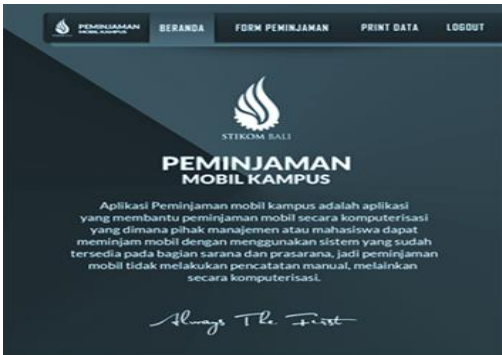 PEMINJAMAN
MOBIL KAMPUS
BERANDA
FORM PEMINJAMAN
PRINT DATA
LOGOUT
STIKOM BALI
PEMINJAMAN
MOBIL KAMPUS
Aplikasi Peminjaman mobil kampus adalah aplikasi
yang membantu peminjaman mobil secara komputerisasi
yang dimana pihak manajemen atau mahasiswa dapat
meminjam mobil dengan menggunakan sistem yang sudah
tersedia pada bagian sarana dan prasarana, jadi peminjaman
mobil tidak melakukan pencatatan manual, melainkan
secara komputerisasi.
Always The First